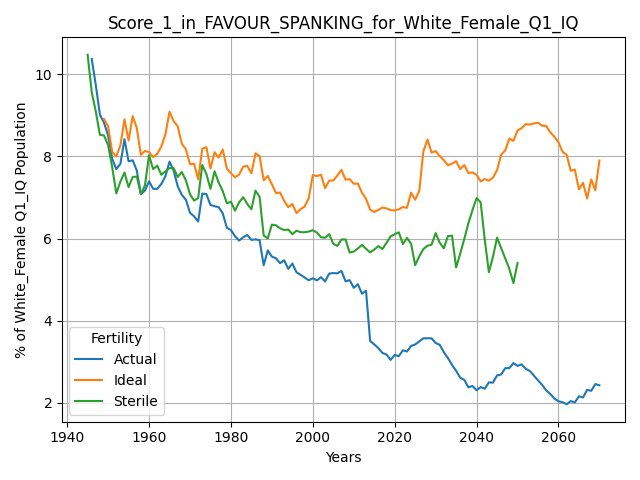 Score_1_in_FAVOUR_SPANKING_for_White_Female_Q1_IQ
% of White_Female Q1_IQ Population
10
8
6
4
2
Fertility
Actual
Ideal
Sterile
1940 1960 1980 2000 2020 2040 2060
Years